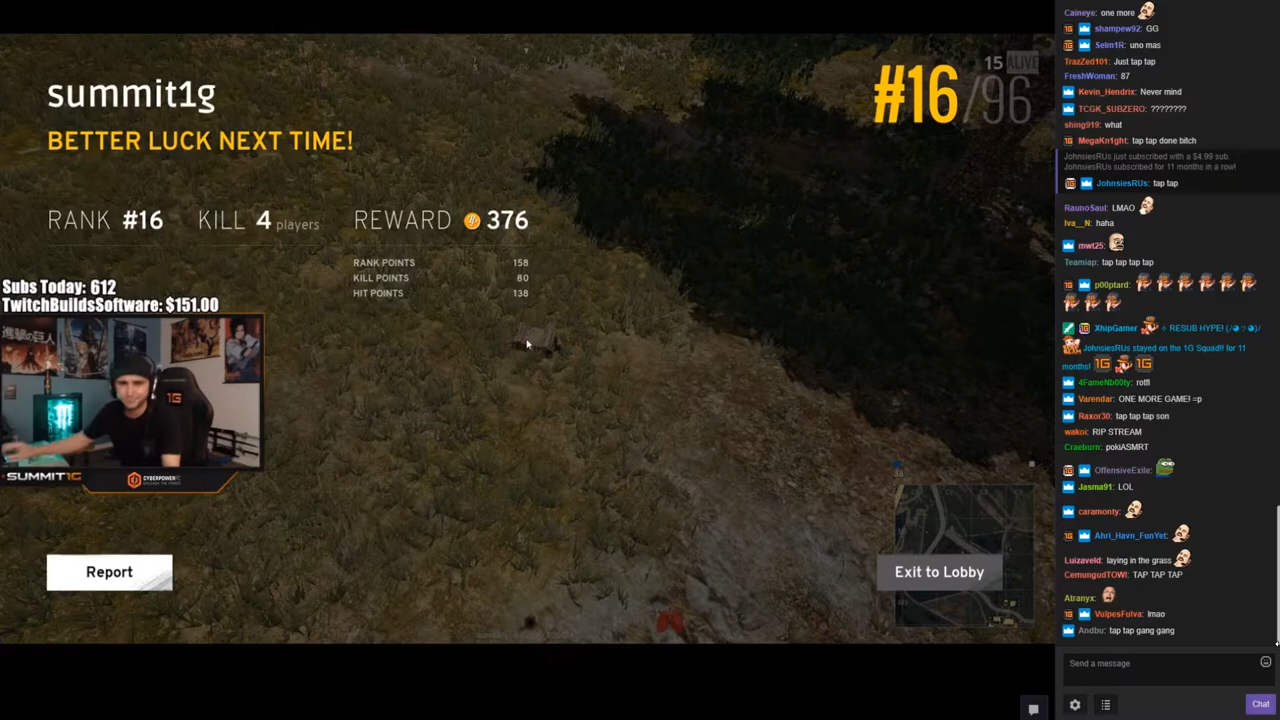 summit1g
BETTER LUCK NEXT TIME!
RANK #16 KILL 4 players REWARD 376
RANK POINTS 158
KILL POINTS 80
HIT POINTS 138
15 ALIVE
#16/96
Subs Today: 612
TwitchBuildsSoftware: $151.00
1G
SUMMIT1G CYBERPOWERPC
Report
Exit to Lobby
Caineye: one more
shampew92: GG
Selm1R: uno mas
TrazZed101: Just tap tap
FreshWoman: 87
Kevin_Hendrix: Never mind
TCGK_SUBZERO: ????????
shing919: what
MegaKn1ght: tap tap done bitch
JohnsiesRUs just subscribed with a $4.99 sub.
JohnsiesRUs subscribed for 11 months in a row!
JohnsiesRUs: tap tap
RaunoSaul: LMAO
Iva__N: haha
mwt25:
Teamiap: tap tap tap tap
p00ptard:
XhipGamer RESUB HYPE!
JohnsiesRUs stayed on the 1G Squad!! for 11
months! 1G 1G
4FameNb00ty: rotfl
Varendar: ONE MORE GAME! =p
Raxor30: tap tap tap son
wakoi: RIP STREAM
Craeburn: pokiASMRT
OffensiveExile:
Jasma91: LOL
caramonty:
Ahri_Havn_FunYet:
Luizaveld: laying in the grass
CemungudTOWI: TAP TAP TAP
Atranyx:
VulpesFulva: lmao
Andbu: tap tap gang gang
Send a message
Chat